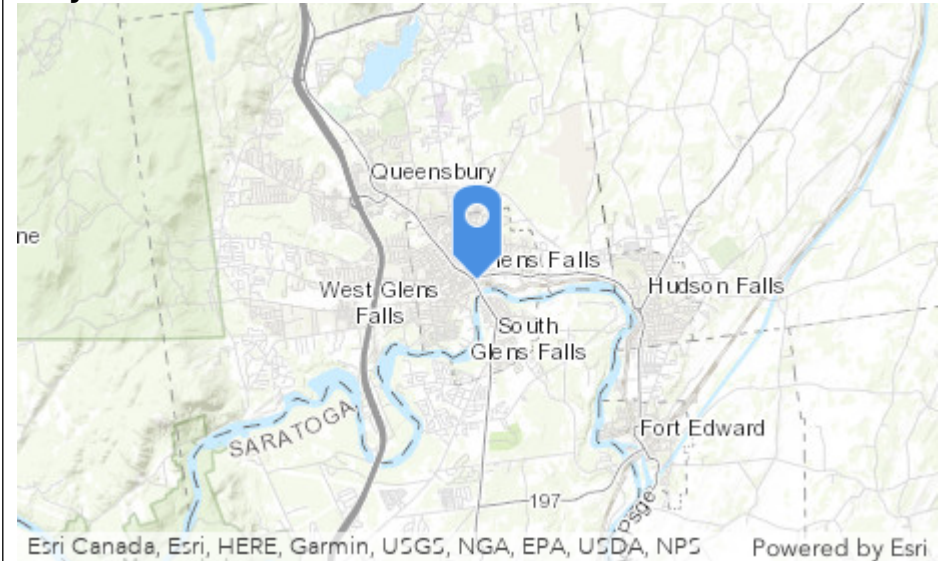 Queensbury
ne
lens Falls
West Glens
Falls
Hudson Falls
South
Glens Falls
SARATOGA
Fort Edward
197
Esri Canada, Esri, HERE, Garmin, USGS, NGA, EPA, USDA, NPS
Powered by Esri